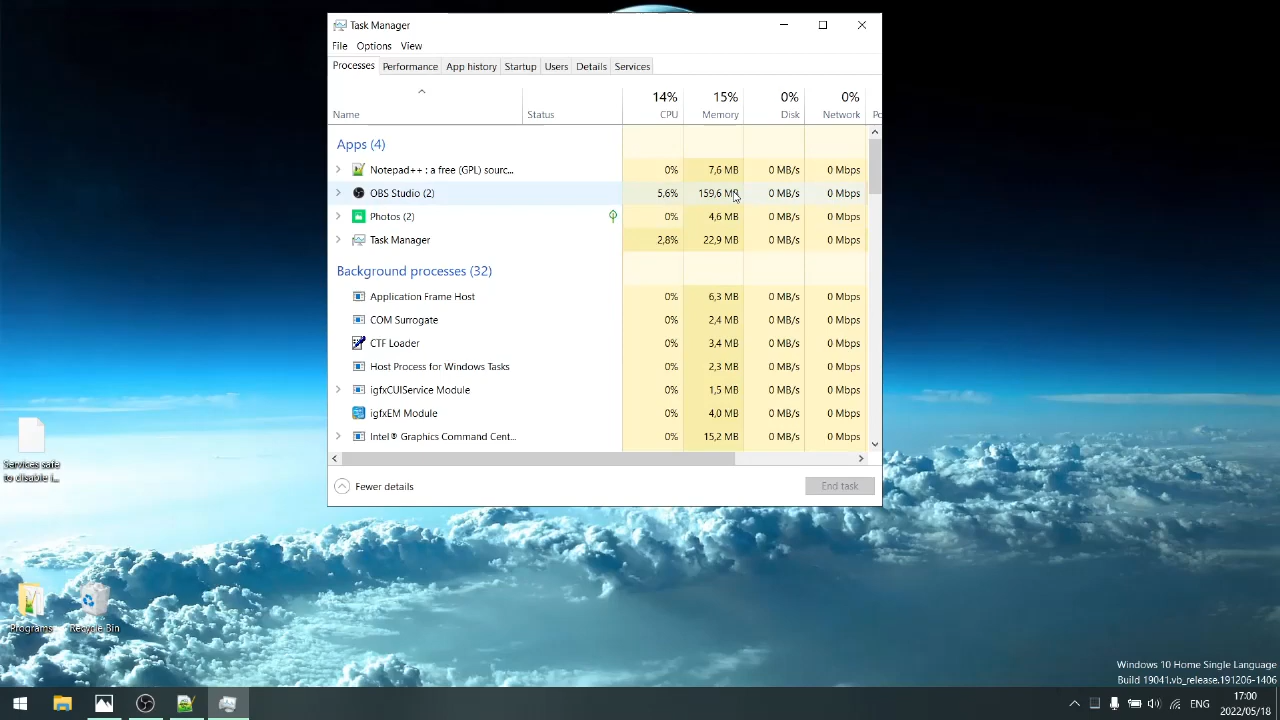 Task Manager
File Options View
Processes Performance App history Startup Users Details Services
14% 15% 0% 0%
Name Status CPU Memory Disk Network Po
Apps (4)
Notepad++ : a free (GPL) sourc... 0% 7,6 MB 0 MB/s 0 Mbps
OBS Studio (2) 5,6% 159,6 MB 0 MB/s 0 Mbps
Photos (2) 0% 4,6 MB 0 MB/s 0 Mbps
Task Manager 2,8% 22,9 MB 0 MB/s 0 Mbps
Background processes (32)
Application Frame Host 0% 6,3 MB 0 MB/s 0 Mbps
COM Surrogate 0% 2,4 MB 0 MB/s 0 Mbps
CTF Loader 0% 3,4 MB 0 MB/s 0 Mbps
Host Process for Windows Tasks 0% 2,3 MB 0 MB/s 0 Mbps
igfxCUIService Module 0% 1,5 MB 0 MB/s 0 Mbps
igfxEM Module 0% 4,0 MB 0 MB/s 0 Mbps
Intel® Graphics Command Cent... 0% 15,2 MB 0 MB/s 0 Mbps
Fewer details End task
Services safe
to disable i...
Programs Recycle Bin
Windows 10 Home Single Language
Build 19041.vb_release.191206-1406
ENG 17:00
2022/05/18